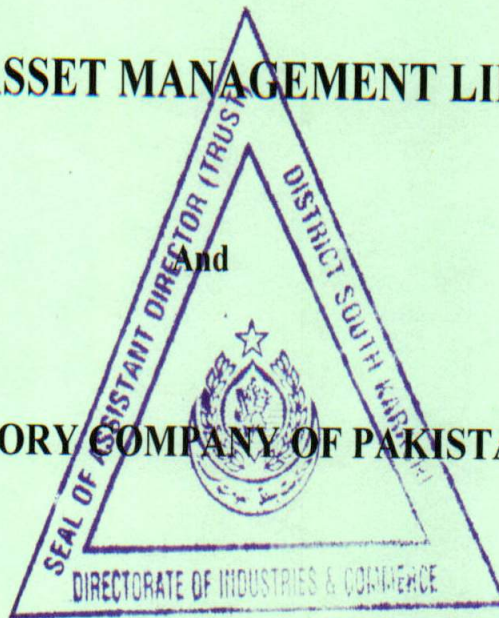 ASSET MANAGEMENT LI
And
ORY COMPANY OF PAKISTA
SEAL OF ASSISTANT DIRECTOR (TRUST
DISTRICT SOUTH KARACHI
DIRECTORATE OF INDUSTRIES & COMMERCE